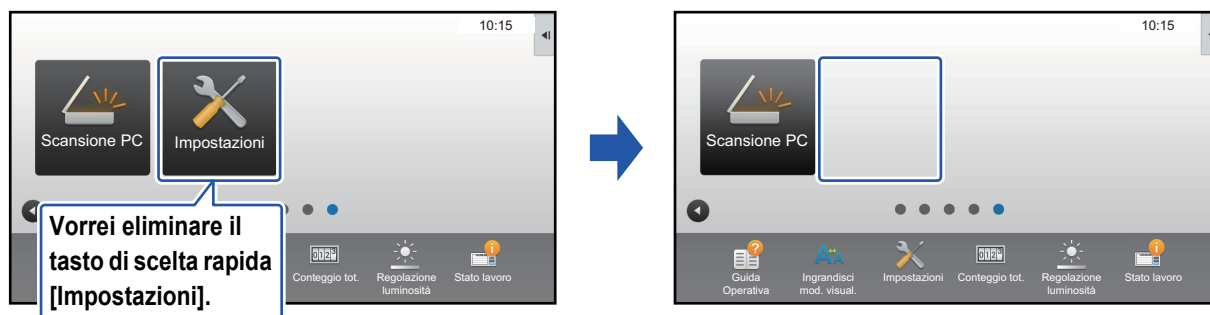 10:15
Scansione PC
Impostazioni
Vorrei eliminare il
tasto di scelta rapida
[Impostazioni].
Conteggio tot.
Regolazione
luminosità
Stato lavoro
10:15
Scansione PC
Guida
Operativa
Ingrandisci
mod. visual.
Impostazioni
Conteggio tot.
Regolazione
luminosità
Stato lavoro